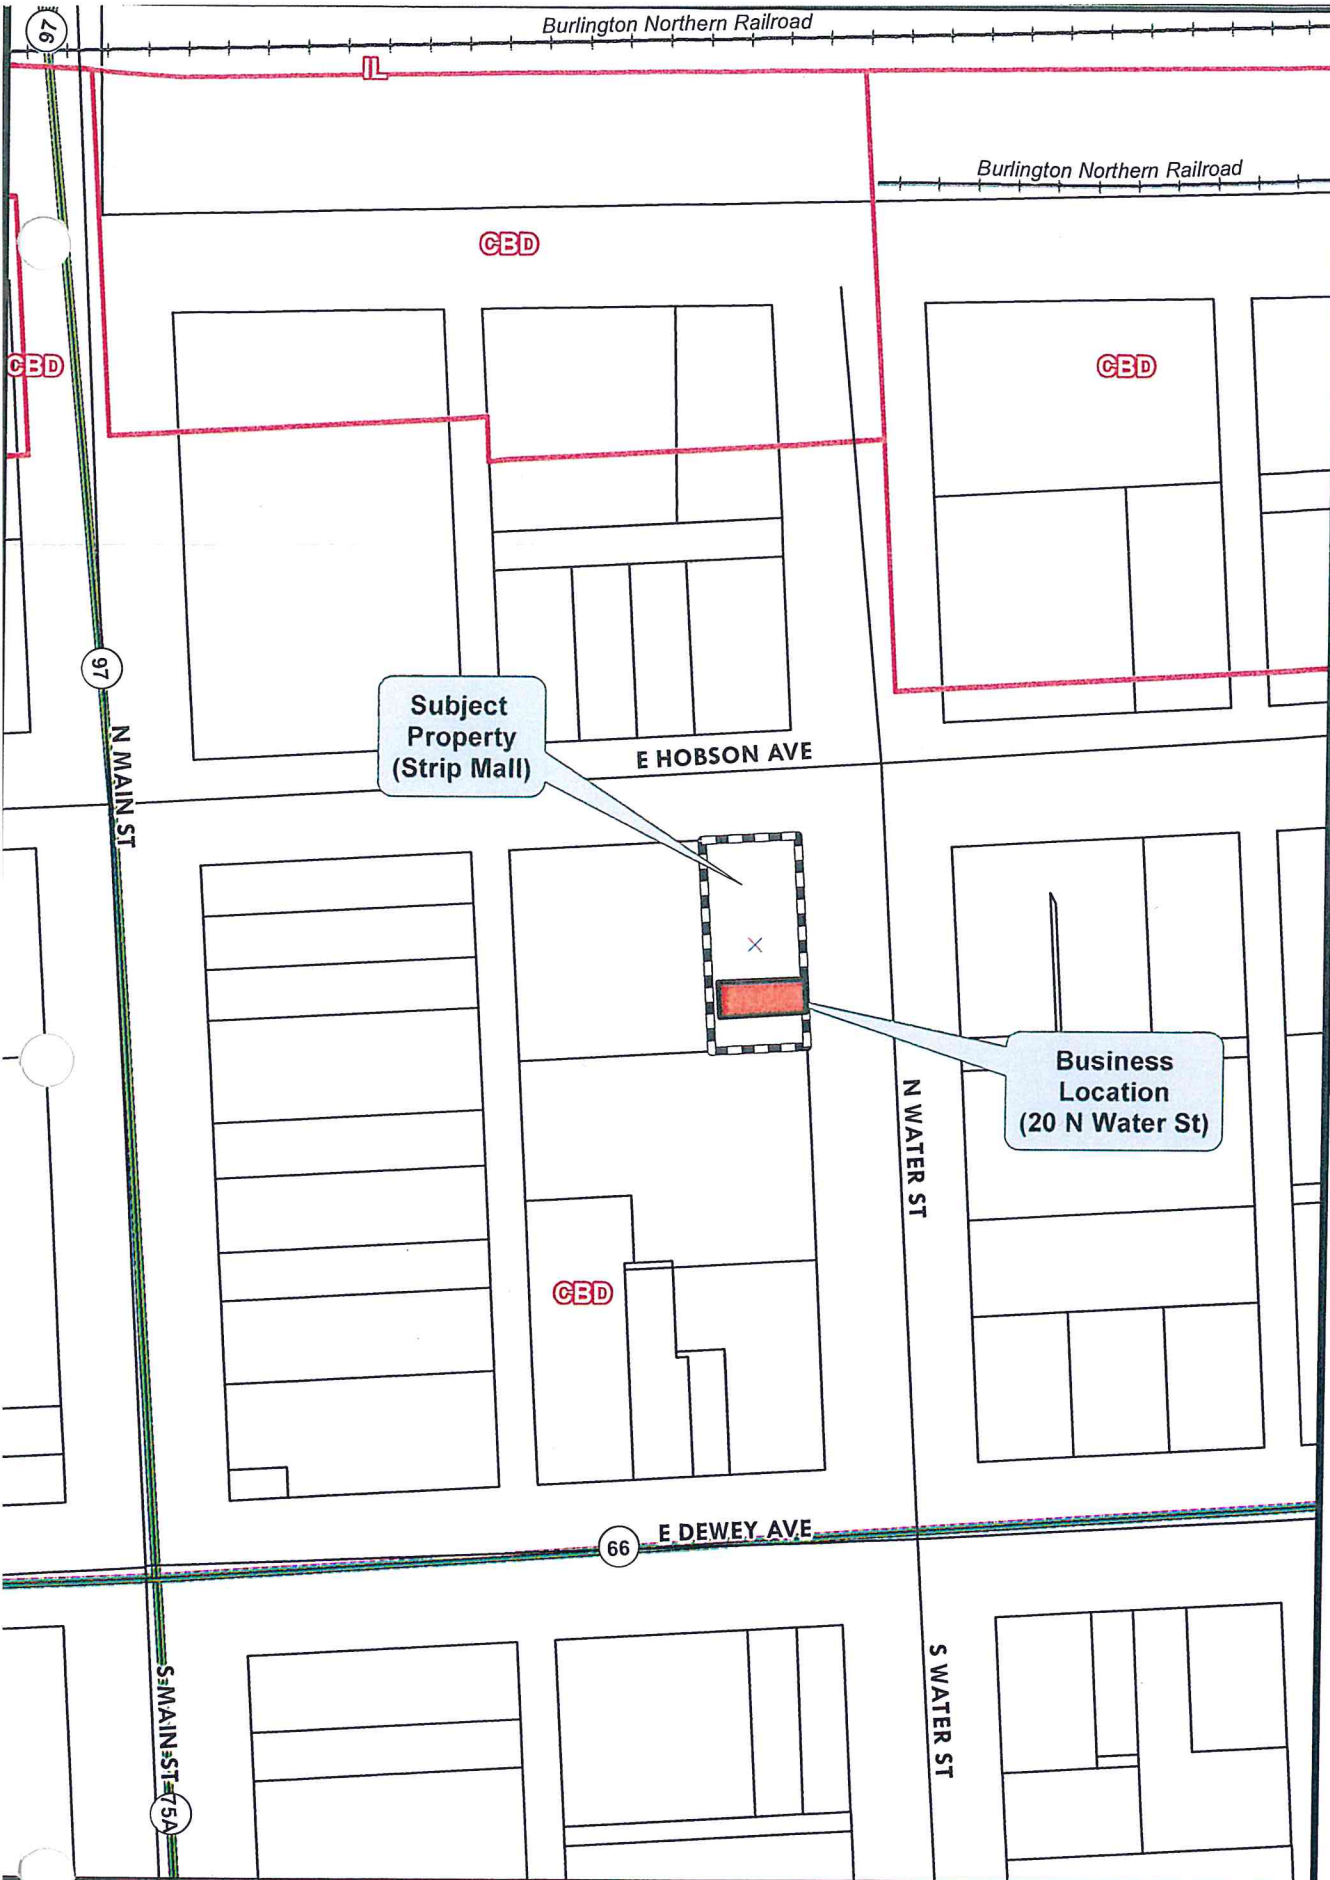 97
Burlington Northern Railroad
IL
Burlington Northern Railroad
CBD
CBD
CBD
97
N MAIN ST
Subject
Property
(Strip Mall)
E HOBSON AVE
Business
Location
(20 N Water St)
N WATER ST
CBD
E DEWEY AVE
66
S MAIN ST
75A
S WATER ST